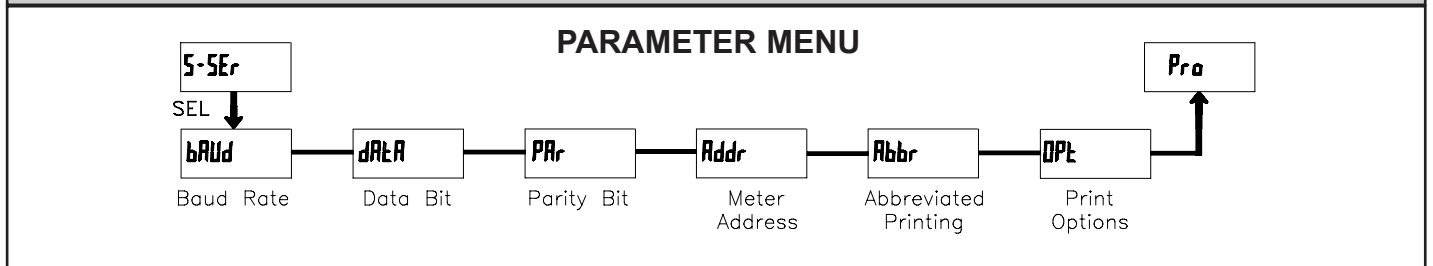 PARAMETER MENU
5-SEr
Pro
SEL
bAUd
dAtA
PAr
Addr
Abbr
OPt
Baud Rate
Data Bit
Parity Bit
Meter
Address
Abbreviated
Printing
Print
Options